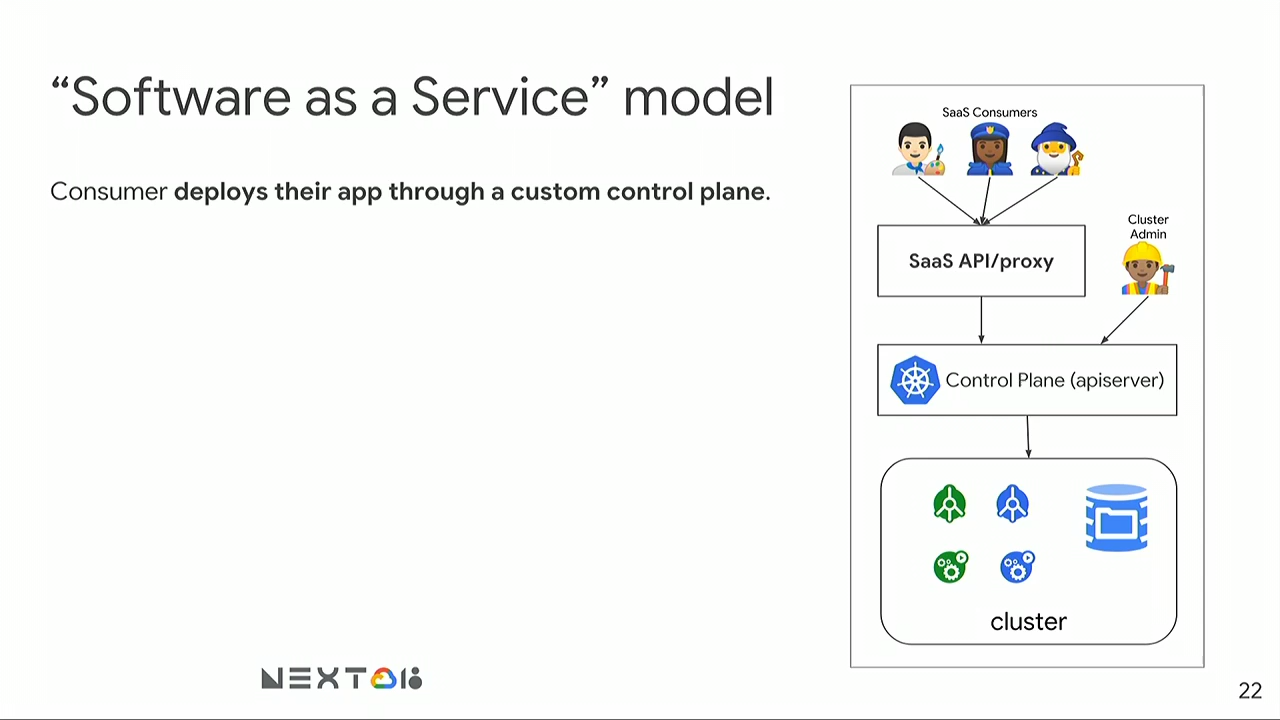 “Software as a Service” model
Consumer deploys their app through a custom control plane.
SaaS Consumers
Cluster
Admin
SaaS API/proxy
Control Plane (apiserver)
cluster
NEXT 18
22